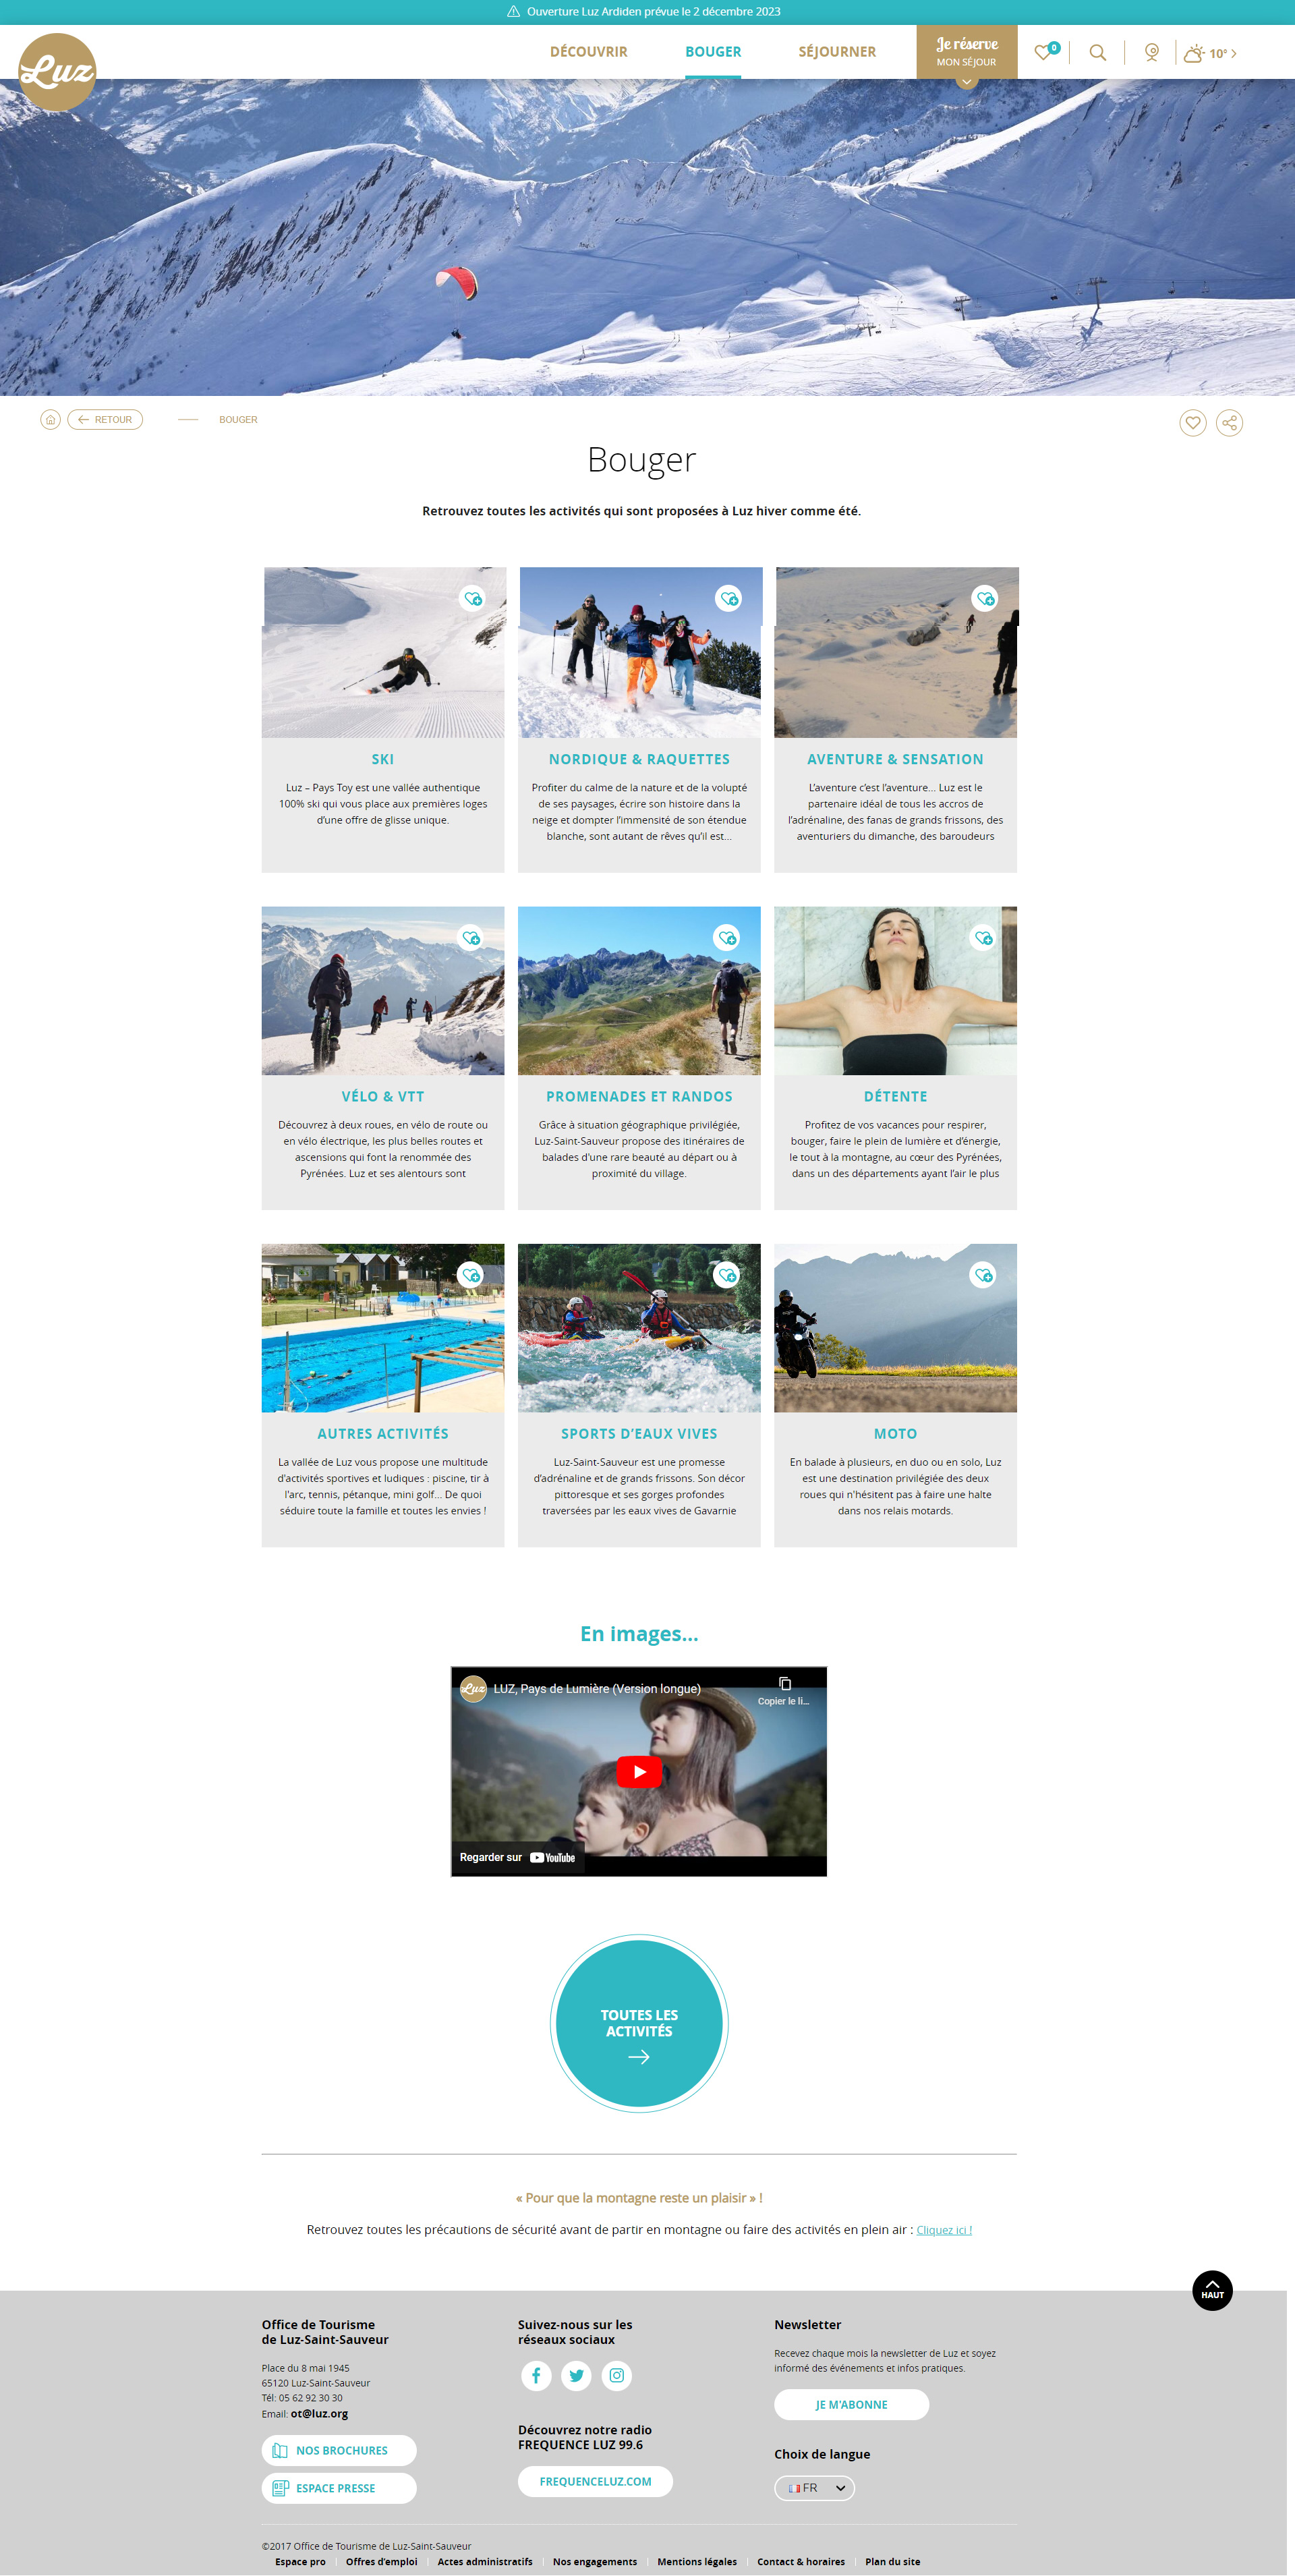 Ouverture Luz Ardiden prévue le 2 décembre 2023
Luz
DÉCOUVRIR
BOUGER
SÉJOURNER
Je réserve
MON SÉJOUR
0
10°
RETOUR
BOUGER
Bouger
Retrouvez toutes les activités qui sont proposées à Luz hiver comme été.
SKI
Luz – Pays Toy est une vallée authentique
100% ski qui vous place aux premières loges
d’une offre de glisse unique.
NORDIQUE & RAQUETTES
Profiter du calme de la nature et de la volupté
de ses paysages, écrire son histoire dans la
neige et dompter l’immensité de son étendue
blanche, sont autant de rêves qu’il est...
AVENTURE & SENSATION
L’aventure c’est l’aventure... Luz est le
partenaire idéal de tous les accros de
l’adrénaline, des fanas de grands frissons, des
aventuriers du dimanche, des baroudeurs
VÉLO & VTT
Découvrez à deux roues, en vélo de route ou
en vélo électrique, les plus belles routes et
ascensions qui font la renommée des
Pyrénées. Luz et ses alentours sont
PROMENADES ET RANDOS
Grâce à situation géographique privilégiée,
Luz-Saint-Sauveur propose des itinéraires de
balades d’une rare beauté au départ ou à
proximité du village.
DÉTENTE
Profitez de vos vacances pour respirer,
bouger, faire le plein de lumière et d’énergie,
le tout à la montagne, au cœur des Pyrénées,
dans un des départements ayant l’air le plus
AUTRES ACTIVITÉS
La vallée de Luz vous propose une multitude
d'activités sportives et ludiques : piscine, tir à
l'arc, tennis, pétanque, mini golf... De quoi
séduire toute la famille et toutes les envies !
SPORTS D’EAUX VIVES
Luz-Saint-Sauveur est une promesse
d’adrénaline et de grands frissons. Son décor
pittoresque et ses gorges profondes
traversées par les eaux vives de Gavarnie
MOTO
En balade à plusieurs, en duo ou en solo, Luz
est une destination privilégiée des deux
roues qui n'hésitent pas à faire une halte
dans nos relais motards.
En images...
Luz
LUZ, Pays de Lumière (Version longue)
Copier le li...
Regarder sur YouTube
TOUTES LES
ACTIVITÉS
« Pour que la montagne reste un plaisir » !
Retrouvez toutes les précautions de sécurité avant de partir en montagne ou faire des activités en plein air : Cliquez ici !
HAUT
Office de Tourisme
de Luz-Saint-Sauveur
Place du 8 mai 1945
65120 Luz-Saint-Sauveur
Tél: 05 62 92 30 30
Email: ot@luz.org
NOS BROCHURES
ESPACE PRESSE
Suivez-nous sur les
réseaux sociaux
Découvrez notre radio
FREQUENCE LUZ 99.6
FREQUENCELUZ.COM
Newsletter
Recevez chaque mois la newsletter de Luz et soyez
informé des événements et infos pratiques.
JE M'ABONNE
Choix de langue
FR
©2017 Office de Tourisme de Luz-Saint-Sauveur
Espace pro
Offres d'emploi
Actes administratifs
Nos engagements
Mentions légales
Contact & horaires
Plan du site